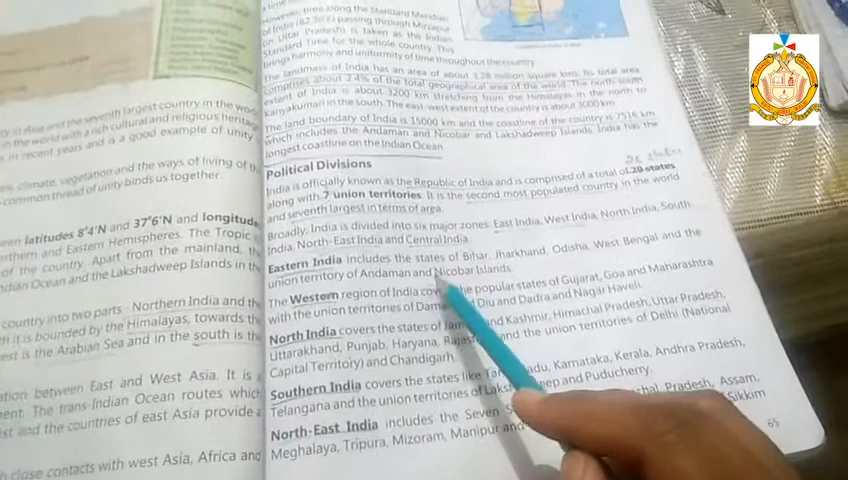 y in Asia and the seventh largest country in the world
in the world with a rich cultural and religious heritage
in recent years and is a good example of unity
climate, vegetation and the ways of living of
common thread of unity binds us together.
latitudes 8°4'N and 37°6'N and longitude
thern and Eastern Hemispheres. The Tropic
of the country. Apart from the mainland, the
Indian Ocean and the Lakshadweep Islands in the
country into two parts Northern India and the
it is bounded by the Himalayas, towards the
est is the Arabian Sea and in the south is the
ation between East and West Asia. It is
The trans-Indian Ocean routes which
st and the countries of east Asia provide a
close contacts with west Asia, Africa and
However, time along the Standard Meridian
of India (82°30'E) passing through Mirzapur
(in Uttar Pradesh) is taken as the Indian
Standard Time for the whole country. This
brings harmony and uniformity of time throughout the country.
The landmass of India has an area of about 3.28 million square kms. Its total area
comprises about 2.4% of the total geographical area of the world. The north-south
extent of India is about 3200 km stretching from the Himalayas in the north to
Kanyakumari in the south. The east-west extent of the country is about 3000 km.
The land boundary of India is 15000 km and the coastline of the country is 7516 km
which includes the Andaman and Nicobar and Lakshadweep Islands. India has the
longest coastline on the Indian Ocean.
Political Divisions
India is officially known as the Republic of India and is comprised of a total of 29 states
along with 7 union territories. It is the second most populated country in the world
and seventh largest in terms of area.
Broadly, India is divided into six major zones: East India, West India, North India, South
India, North-East India and Central India.
Eastern India includes the states of Bihar, Jharkhand, Odisha, West Bengal and the
union territory of Andaman and Nicobar Islands.
The Western region of India the popular states of Gujarat, Goa and Maharashtra
with the union territories of Diu and Dadra and Nagar Haveli.
North India covers the states of and Kashmir, Himachal Pradesh, Uttar Pradesh,
Uttarakhand, Punjab, Haryana, and the union territories of Delhi (National
Capital Territory) and Chandigarh.
Southern India covers the states like Karnataka, Kerala, Andhra Pradesh,
Telangana and the union territories of and Puducherry.
North-East India includes the Seven Pradesh, Assam,
Meghalaya, Tripura, Mizoram, Manipur and Sikkim
65